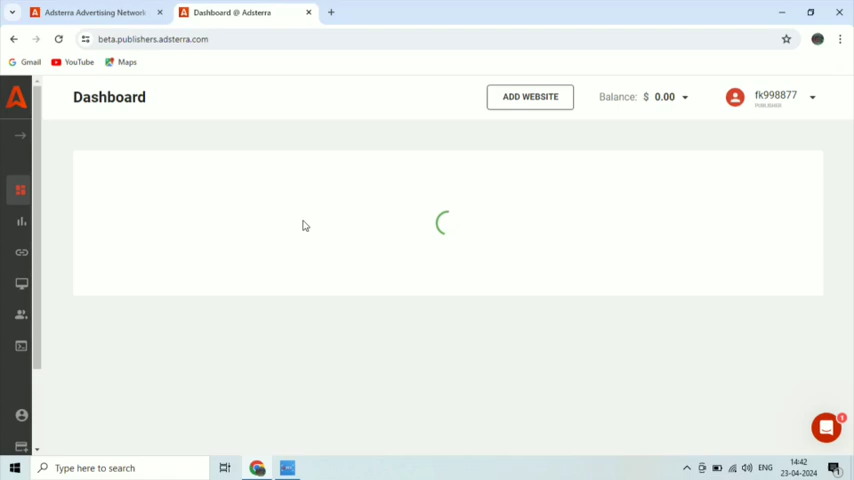 Adsterra Advertising Network
Dashboard @ Adsterra
beta.publishers.adsterra.com
Gmail
YouTube
Maps
Dashboard
ADD WEBSITE
Balance: $ 0.00
fk998877
PUBLISHER
1
Type here to search
ENG
14:42
23-04-2024
1